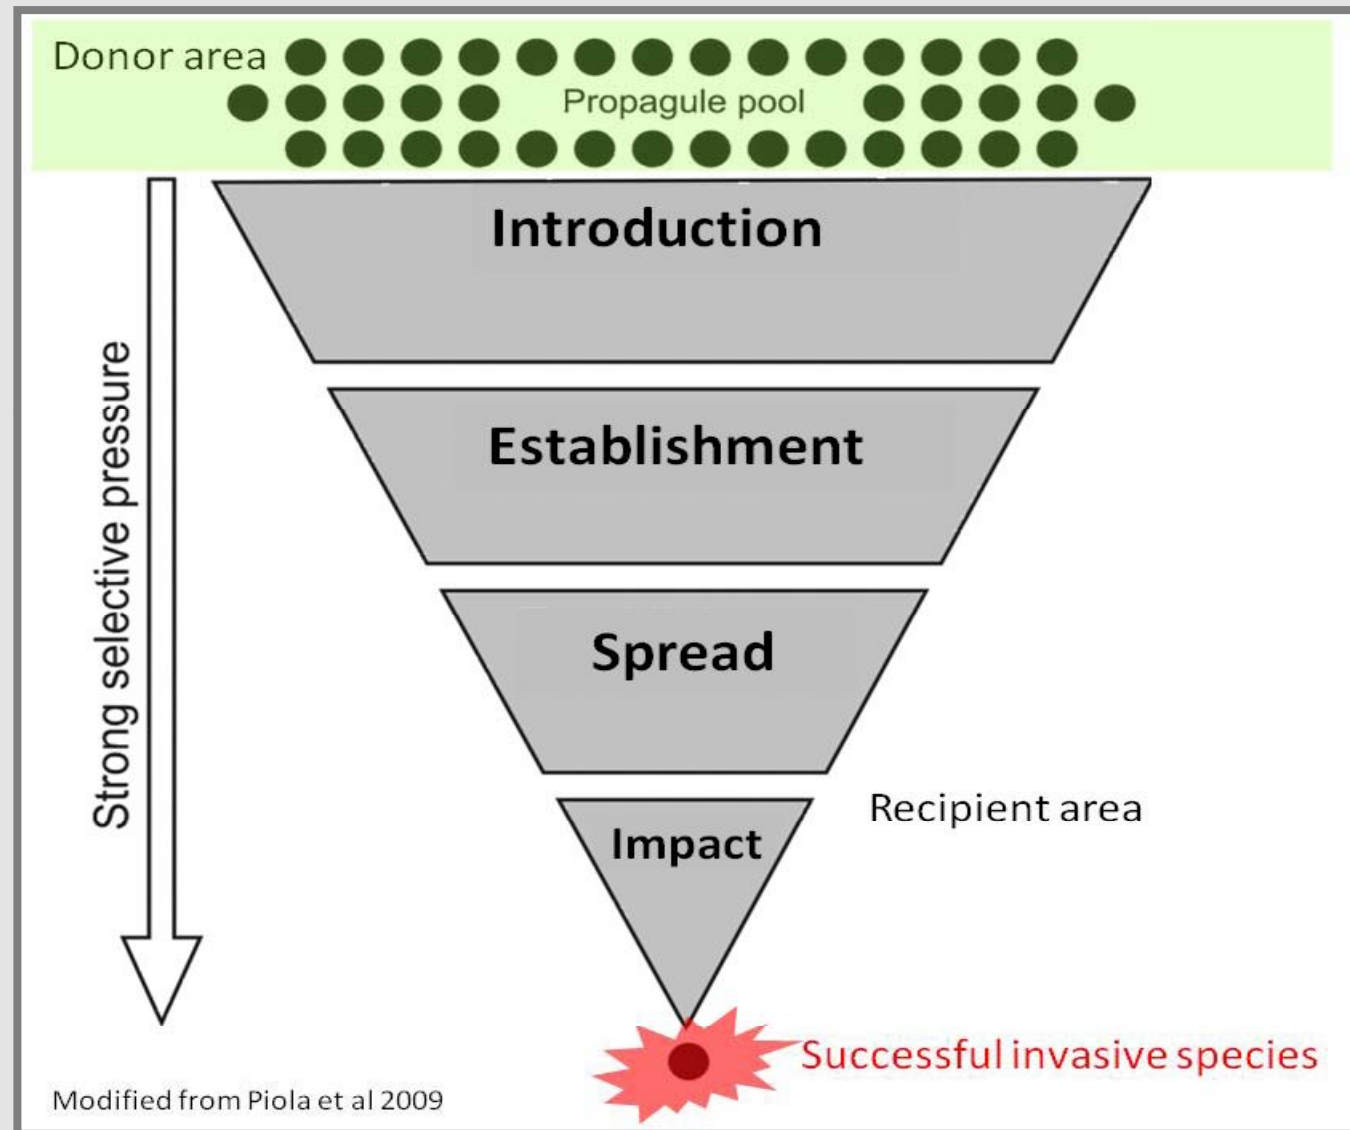 Donor area
Propagule pool
Introduction
Establishment
Strong selective pressure
Spread
Recipient area
Impact
Successful invasive species
Modified from Piola et al 2009